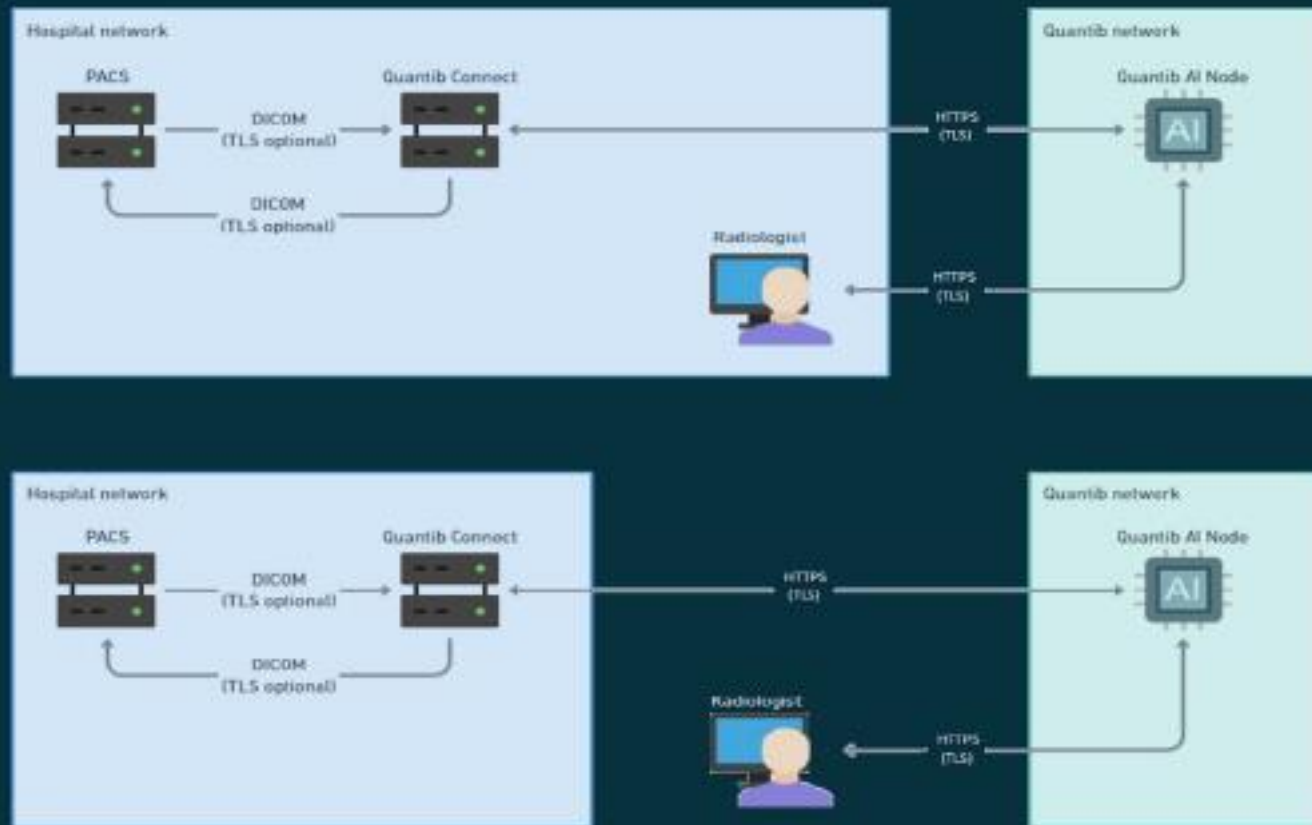 Hospital network
Quantib network
PACS
Quantib Connect
Quantib AI Node
DICOM
(TLS optional)
HTTPS
(TLS)
AI
DICOM
(TLS optional)
Radiologist
HTTPS
(TLS)
Hospital network
Quantib network
PACS
Quantib Connect
Quantib AI Node
DICOM
(TLS optional)
HTTPS
(TLS)
AI
DICOM
(TLS optional)
Radiologist
HTTPS
(TLS)